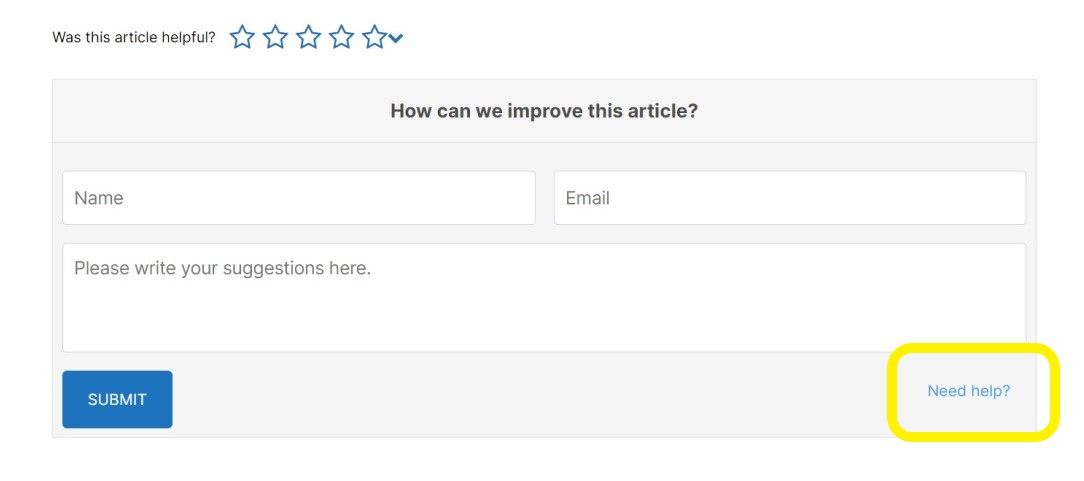 Was this article helpful?
How can we improve this article?
Name
Email
Please write your suggestions here.
SUBMIT
Need help?